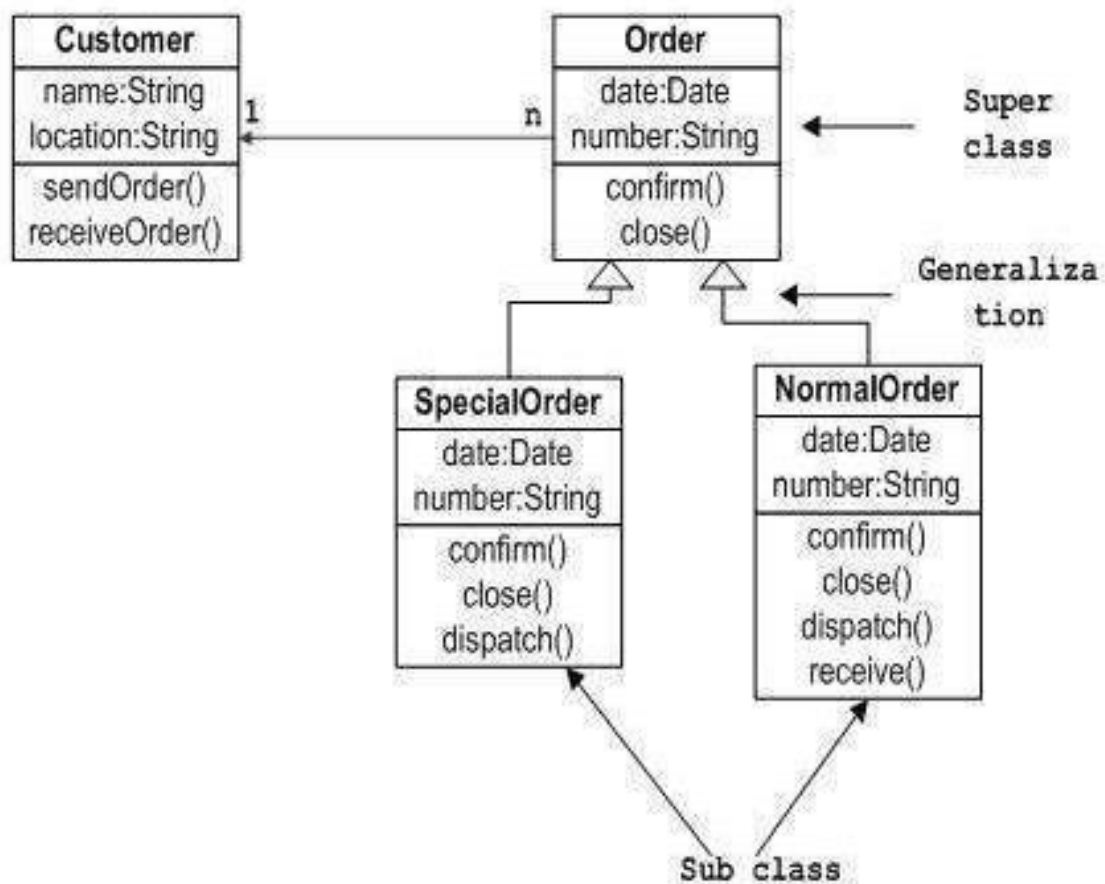 Customer
name:String
location:String
sendOrder()
receiveOrder()
1
n
Order
date:Date
number:String
confirm()
close()
Super
class
Generaliza
tion
SpecialOrder
date:Date
number:String
confirm()
close()
dispatch()
NormalOrder
date:Date
number:String
confirm()
close()
dispatch()
receive()
Sub class